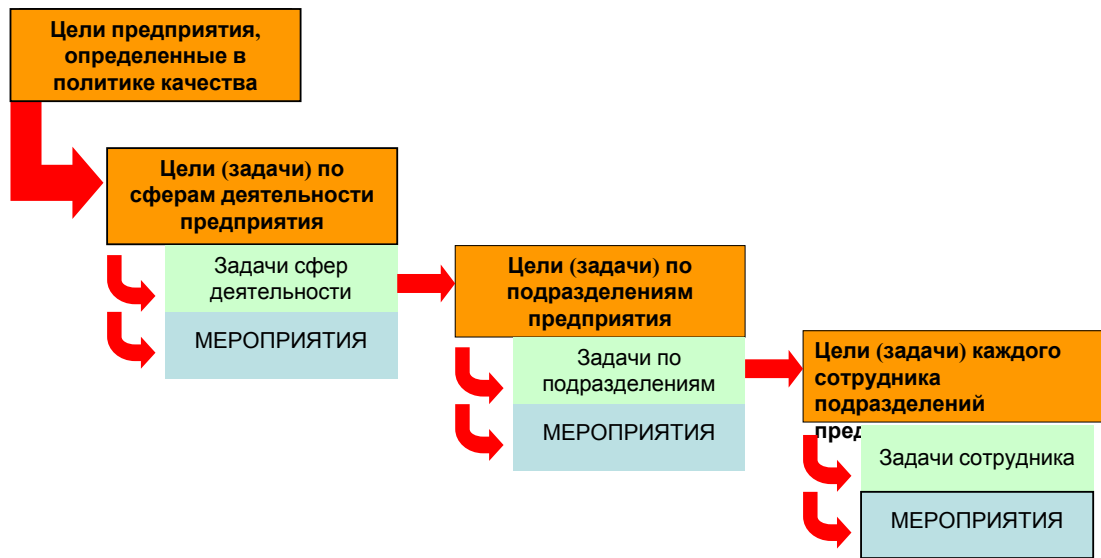 Цели предприятия,
определенные в
политике качества
Цели (задачи) по
сферам деятельности
предприятия
Задачи сфер
деятельности
МЕРОПРИЯТИЯ
Цели (задачи) по
подразделениям
предприятия
Задачи по
подразделениям
МЕРОПРИЯТИЯ
Цели (задачи) каждого
сотрудника
подразделений
Задачи сотрудника
МЕРОПРИЯТИЯ